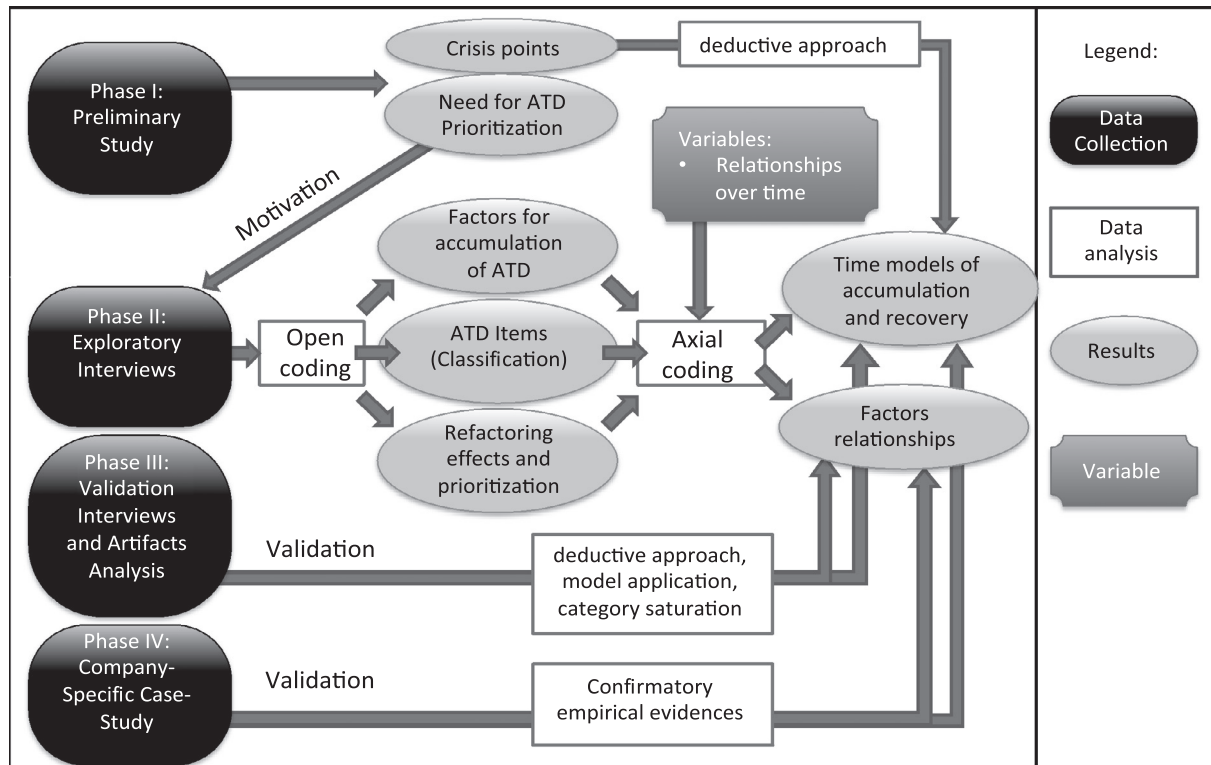 Phase I:
Preliminary
Study
Crisis points
deductive approach
Need for ATD
Prioritization
Variables:
• Relationships
over time
Motivation
Phase II:
Exploratory
Interviews
Open
coding
Factors for
accumulation
of ATD
ATD Items
(Classification)
Refactoring
effects and
prioritization
Axial
coding
Time models of
accumulation
and recovery
Factors
relationships
Phase III:
Validation
Interviews
and Artifacts
Analysis
Validation
deductive approach,
model application,
category saturation
Phase IV:
Company-
Specific Case-
Study
Validation
Confirmatory
empirical evidences
Legend:
Data
Collection
Data
analysis
Results
Variable